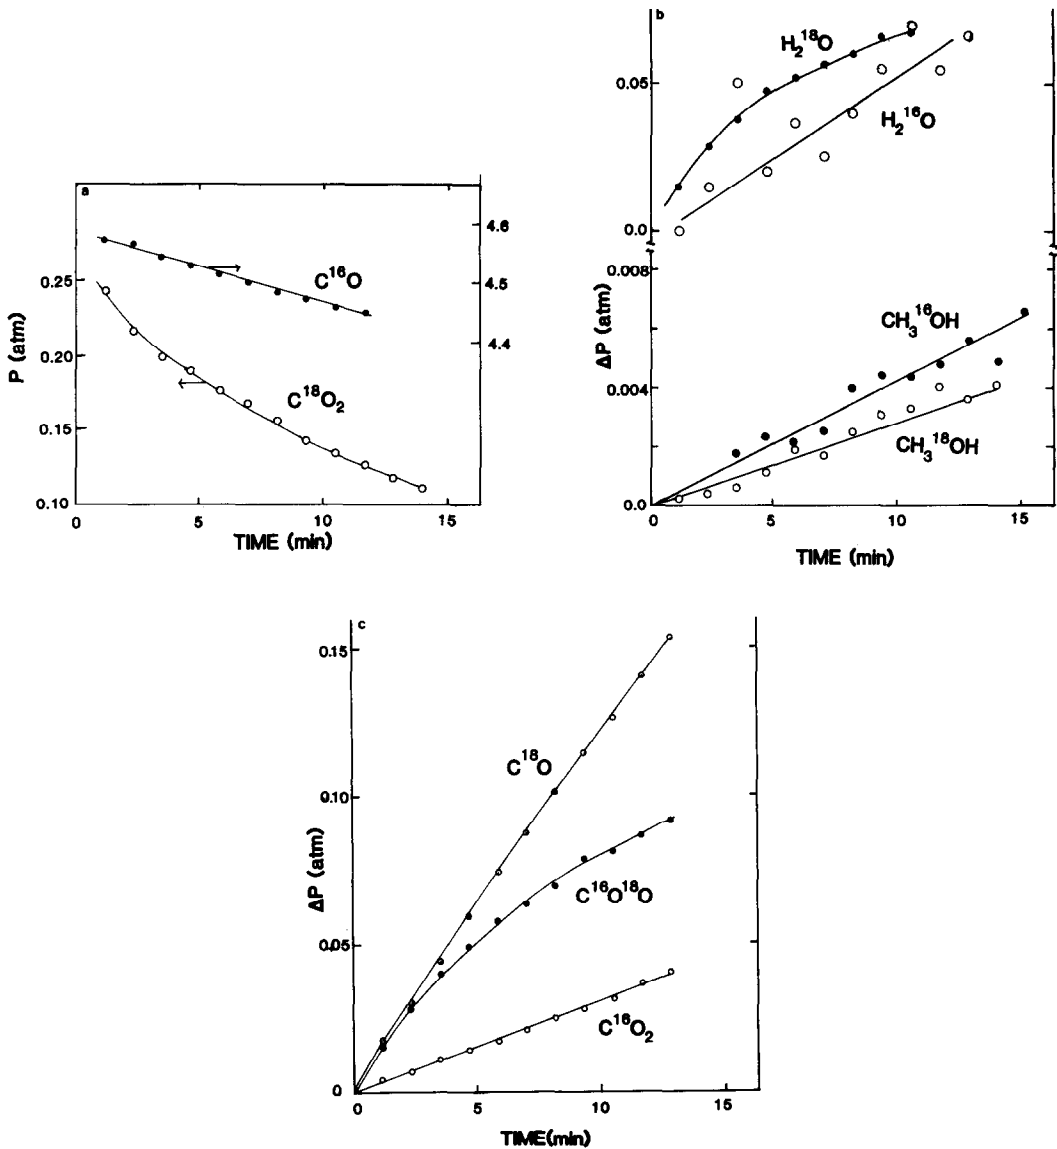 a
C¹⁶O
C¹⁸O₂
P (atm)
0.25
0.20
0.15
0.10
4.6
4.5
4.4
0
5
10
15
TIME (min)
b
H₂¹⁸O
H₂¹⁶O
CH₃¹⁶OH
CH₃¹⁸OH
ΔP (atm)
0.05
0.0
0.008
0.004
0.0
0
5
10
15
TIME (min)
c
C¹⁸O
C¹⁶O¹⁸O
C¹⁶O₂
ΔP (atm)
0.15
0.10
0.05
0
0
5
10
15
TIME(min)